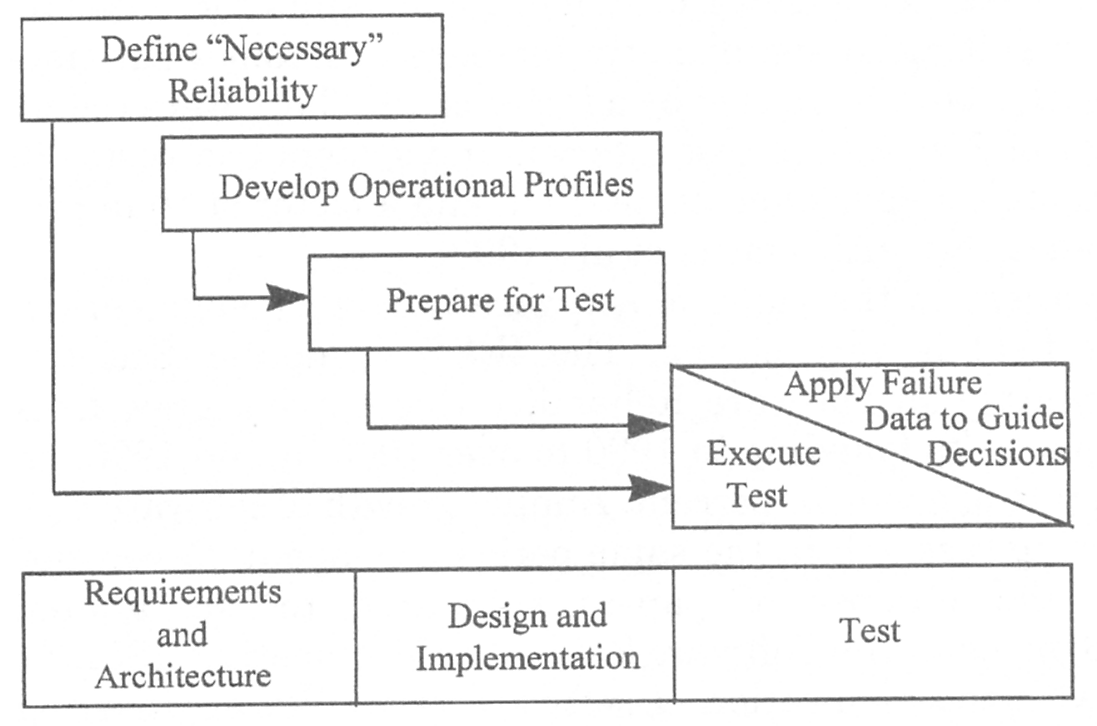 Define “Necessary”
Reliability
Develop Operational Profiles
Prepare for Test
Apply Failure
Data to Guide
Decisions
Execute
Test
Requirements
and
Architecture
Design and
Implementation
Test